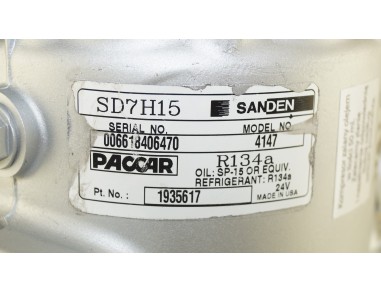 SD7H15 SANDEN
SERIAL NO. MODEL NO.
006618406470 4147
PACCAR R134a
OIL: SP-15 OR EQUIV.
REFRIGERANT: R134a
24V
Pt. No.: 1935617 MADE IN USA